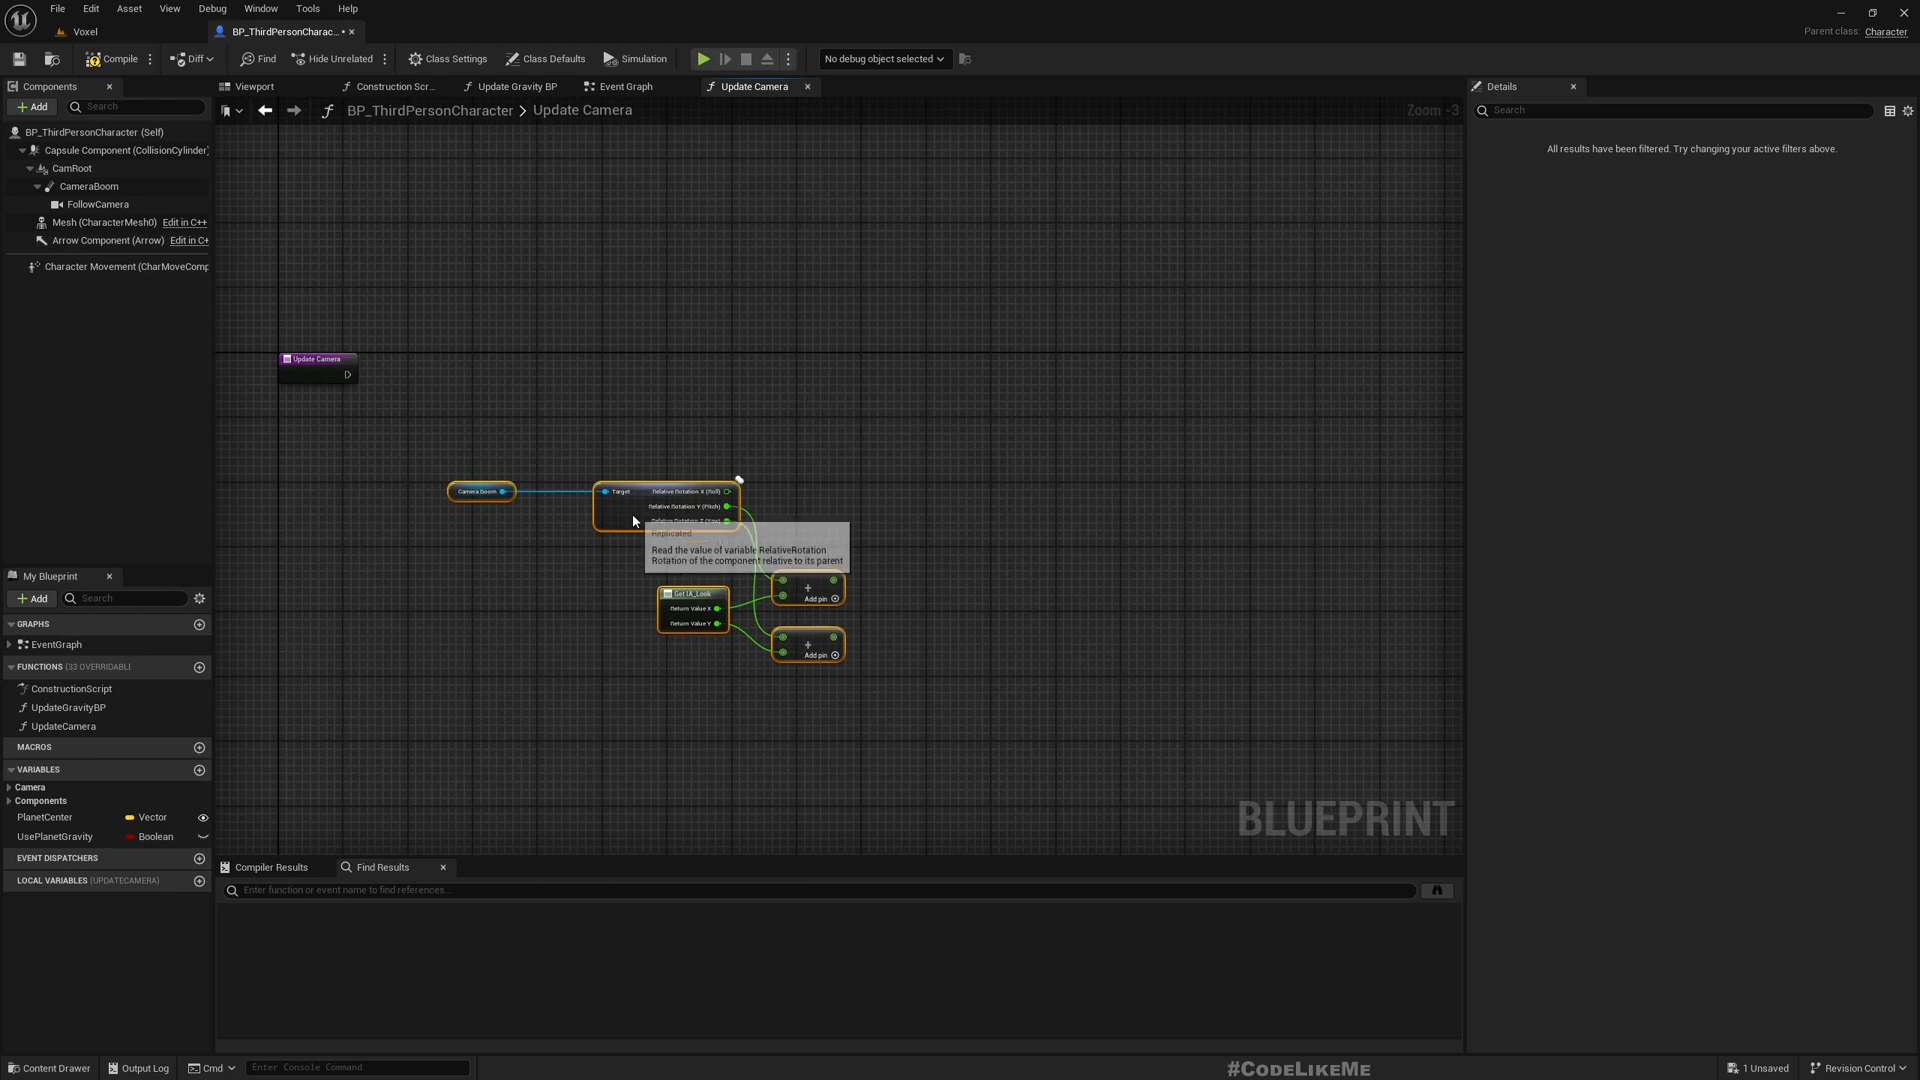 File Edit Asset View Debug Window Tools Help
Voxel
BP_ThirdPersonCharac...
Parent class: Character
Compile
Diff
Find
Hide Unrelated
Class Settings
Class Defaults
Simulation
No debug object selected
Components
Add
Search
BP_ThirdPersonCharacter (Self)
Capsule Component (CollisionCylinder)
CamRoot
CameraBoom
FollowCamera
Mesh (CharacterMesh0) Edit in C++
Arrow Component (Arrow) Edit in C+
Character Movement (CharMoveComp
Viewport
Construction Scr...
Update Gravity BP
Event Graph
Update Camera
BP_ThirdPersonCharacter > Update Camera
Zoom -3
Update Camera
Camera Boom
Target
Relative Rotation X (Roll)
Relative Rotation Y (Pitch)
Relative Rotation Z (Yaw)
Replicated
Read the value of variable RelativeRotation
Rotation of the component relative to its parent
Get IA_Look
Return Value X
Return Value Y
Add pin
Add pin
BLUEPRINT
Details
Search
All results have been filtered. Try changing your active filters above.
My Blueprint
Add
Search
GRAPHS
EventGraph
FUNCTIONS (33 OVERRIDABLI
ConstructionScript
UpdateGravityBP
UpdateCamera
MACROS
VARIABLES
Camera
Components
PlanetCenter Vector
UsePlanetGravity Boolean
EVENT DISPATCHERS
LOCAL VARIABLES (UPDATECAMERA)
Compiler Results
Find Results
Enter function or event name to find references...
Content Drawer
Output Log
Cmd
Enter Console Command
#CODELIKEME
1 Unsaved
Revision Control